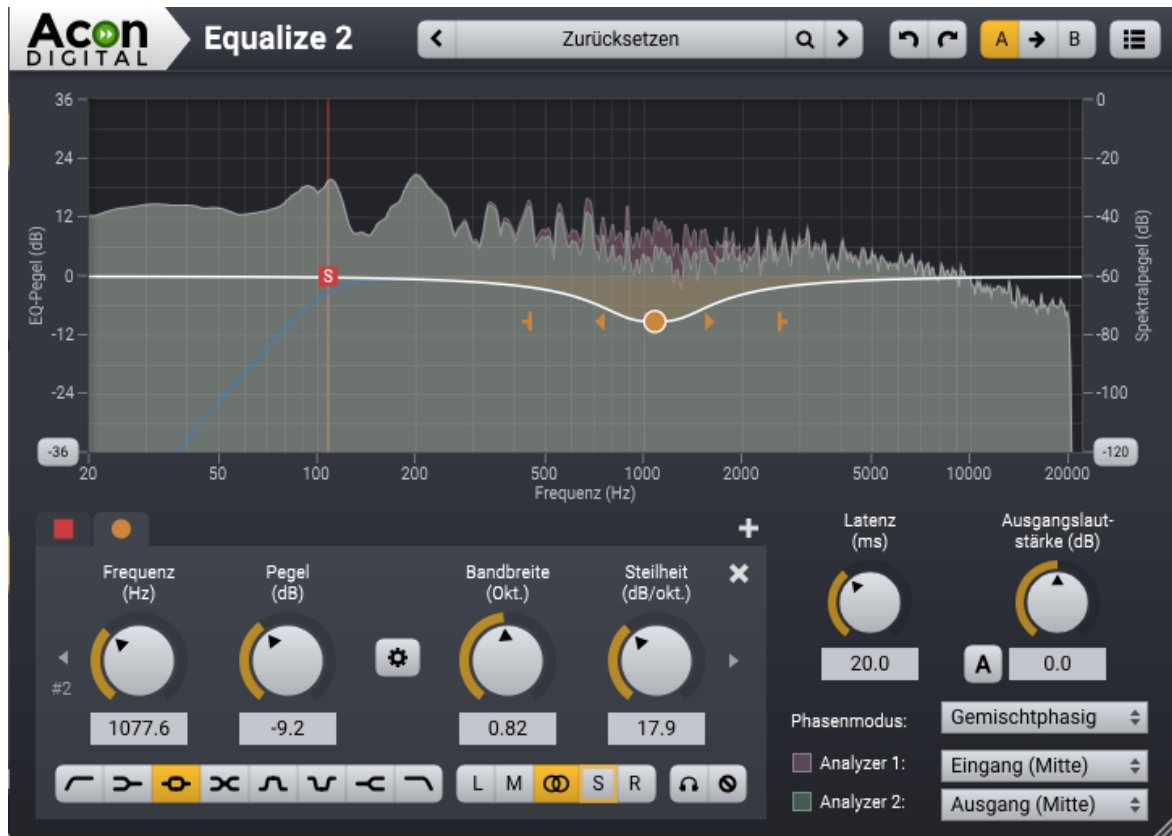 Acon DIGITAL Equalize 2 Zurücksetzen A B
36 0
24 -20
12 -40
0 S -60
-12 -80
-24 -100
-36 -120
EQ-Pegel (dB)
Spektralpegel (dB)
20 50 100 200 500 1000 2000 5000 10000 20000
Frequenz (Hz)
Frequenz
(Hz)
Pegel
(dB)
Bandbreite
(Okt.)
Steilheit
(dB/okt.)
Latenz
(ms)
Ausgangslaut-
stärke (dB)
#2
1077.6 -9.2 0.82 17.9
20.0 A 0.0
L M S R
Phasenmodus: Gemischtphasig
Analyzer 1: Eingang (Mitte)
Analyzer 2: Ausgang (Mitte)